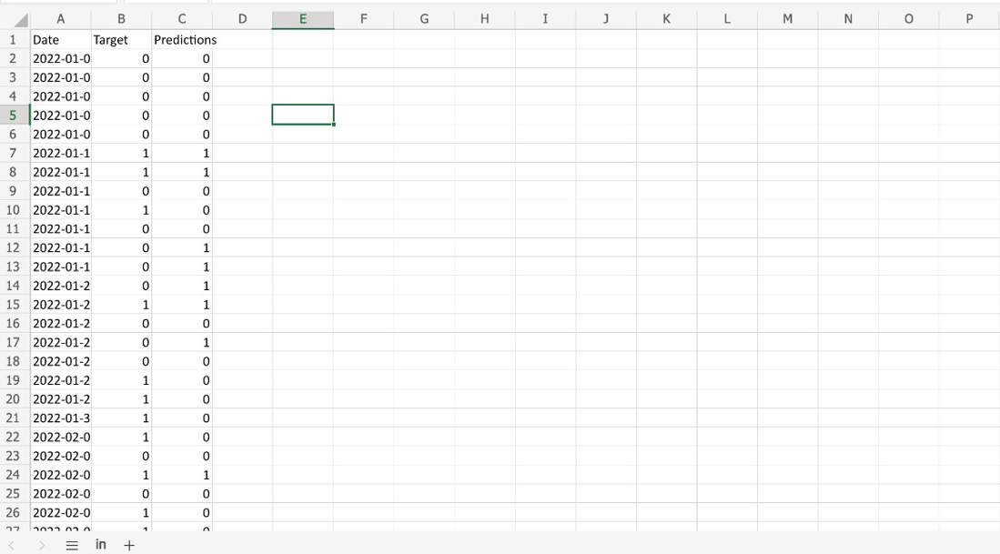 A B C D E F G H I J K L M N O P
1 Date Target Predictions
2 2022-01-0 0 0
3 2022-01-0 0 0
4 2022-01-0 0 0
5 2022-01-0 0 0
6 2022-01-0 0 0
7 2022-01-1 1 1
8 2022-01-1 1 1
9 2022-01-1 0 0
10 2022-01-1 1 0
11 2022-01-1 0 0
12 2022-01-1 0 1
13 2022-01-1 0 1
14 2022-01-2 0 1
15 2022-01-2 1 1
16 2022-01-2 0 0
17 2022-01-2 0 1
18 2022-01-2 0 0
19 2022-01-2 1 0
20 2022-01-2 1 0
21 2022-01-3 1 0
22 2022-02-0 1 0
23 2022-02-0 0 0
24 2022-02-0 1 1
25 2022-02-0 0 0
26 2022-02-0 1 0
27 2022-02-0 1 0
in